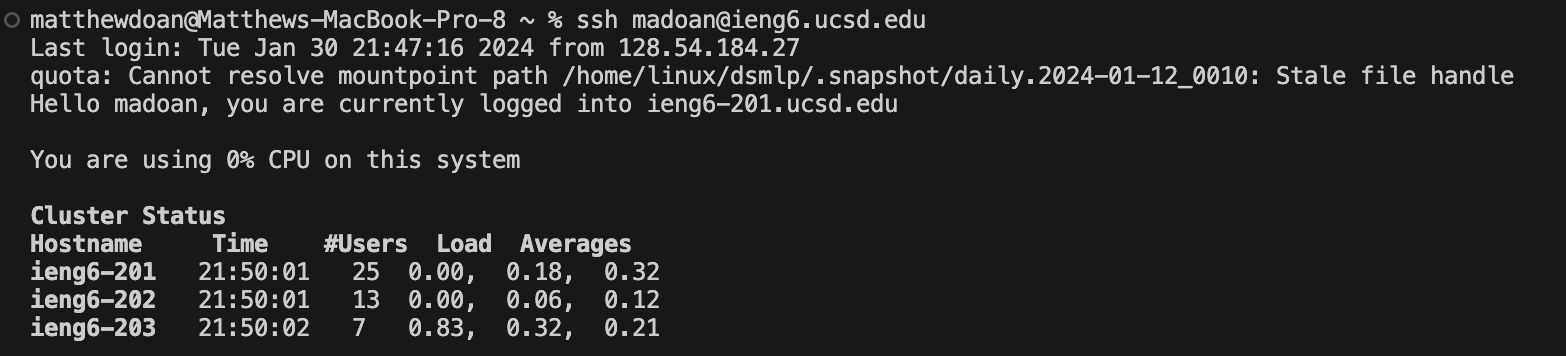 matthewdoan@Matthews-MacBook-Pro-8 ~ % ssh madoan@ieng6.ucsd.edu
Last login: Tue Jan 30 21:47:16 2024 from 128.54.184.27
quota: Cannot resolve mountpoint path /home/linux/dsmlp/.snapshot/daily.2024-01-12_0010: Stale file handle
Hello madoan, you are currently logged into ieng6-201.ucsd.edu
You are using 0% CPU on this system
Cluster Status
Hostname     Time    #Users  Load  Averages
ieng6-201   21:50:01   25  0.00,  0.18,  0.32
ieng6-202   21:50:01   13  0.00,  0.06,  0.12
ieng6-203   21:50:02   7   0.83,  0.32,  0.21